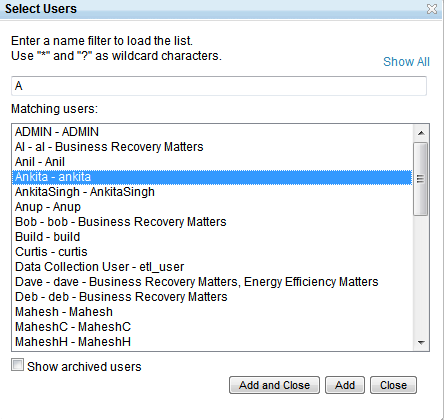 Select Users
Enter a name filter to load the list.
Use "*" and "?" as wildcard characters.
Show All
A
Matching users:
ADMIN - ADMIN
Al - al - Business Recovery Matters
Anil - Anil
Ankita - ankita
AnkitaSingh - AnkitaSingh
Anup - Anup
Bob - bob - Business Recovery Matters
Build - build
Curtis - curtis
Data Collection User - etl_user
Dave - dave - Business Recovery Matters, Energy Efficiency Matters
Deb - deb - Business Recovery Matters
Mahesh - Mahesh
MaheshC - MaheshC
MaheshH - MaheshH
Show archived users
Add and Close Add Close